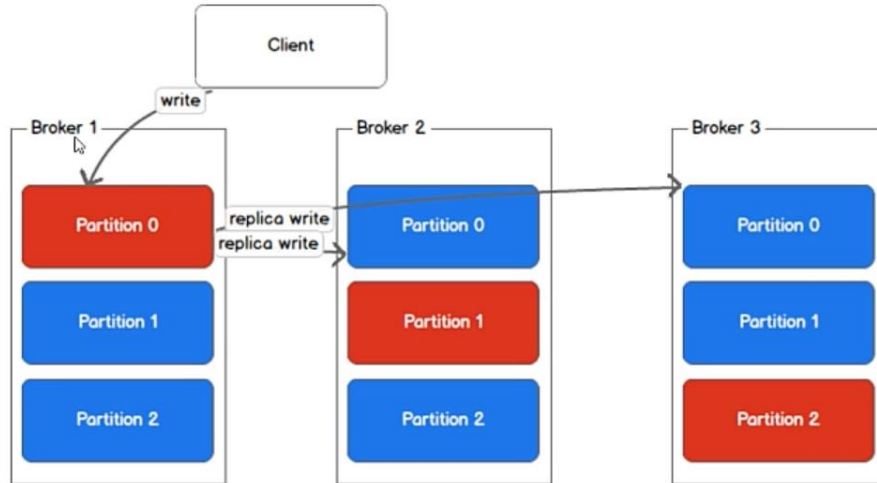 Client
write
Broker 1
Broker 2
Broker 3
Partition 0
replica write
replica write
Partition 0
Partition 0
Partition 1
Partition 1
Partition 1
Partition 2
Partition 2
Partition 2